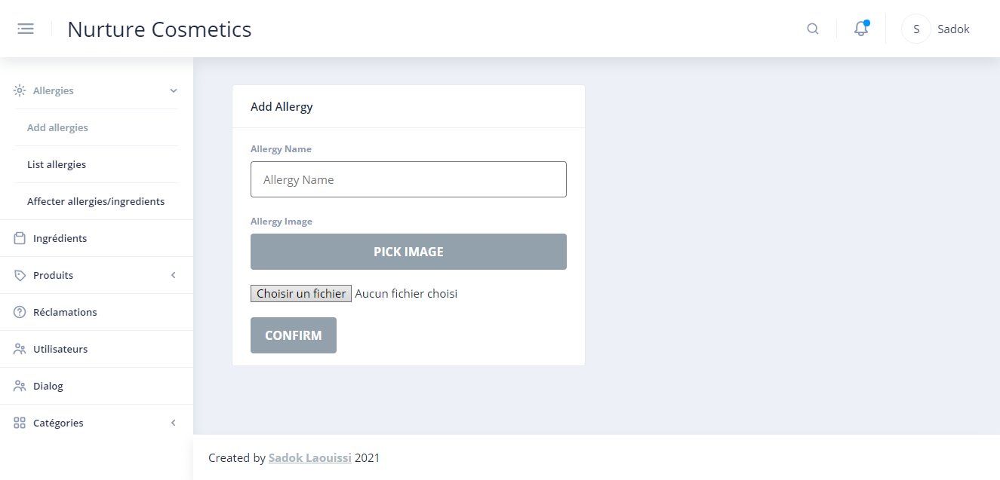 Nurture Cosmetics
S Sadok
Allergies
Add allergies
List allergies
Affecter allergies/ingredients
Ingrédients
Produits
Réclamations
Utilisateurs
Dialog
Catégories
Add Allergy
Allergy Name
Allergy Name
Allergy Image
PICK IMAGE
Choisir un fichier Aucun fichier choisi
CONFIRM
Created by Sadok Laouissi 2021